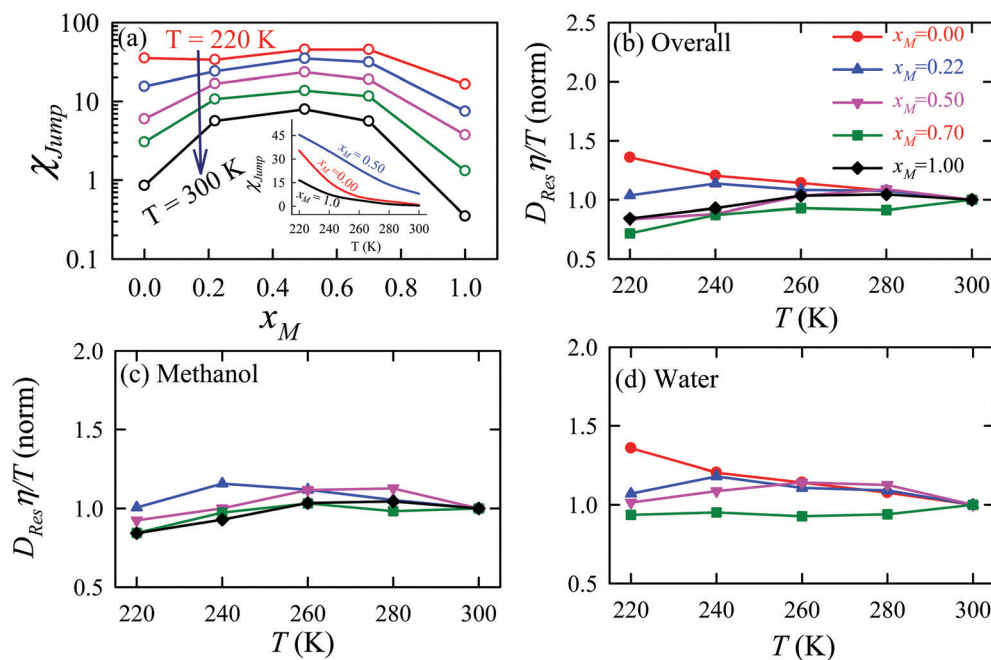 (a)
T = 220 K
T = 300 K
χJump
100
10
1
0.1
0.0 0.2 0.4 0.6 0.8 1.0
xM
χJump
45
30
15
0
xM=0.50
xM=0.00
xM=1.0
220 240 260 280 300
T (K)
(b) Overall
xM=0.00
xM=0.22
xM=0.50
xM=0.70
xM=1.00
DRes η/T (norm)
2.5
2.0
1.5
1.0
0.5
220 240 260 280 300
T (K)
(c) Methanol
DRes η/T (norm)
2.0
1.5
1.0
0.5
220 240 260 280 300
T (K)
(d) Water
DRes η/T (norm)
2.0
1.5
1.0
0.5
220 240 260 280 300
T (K)